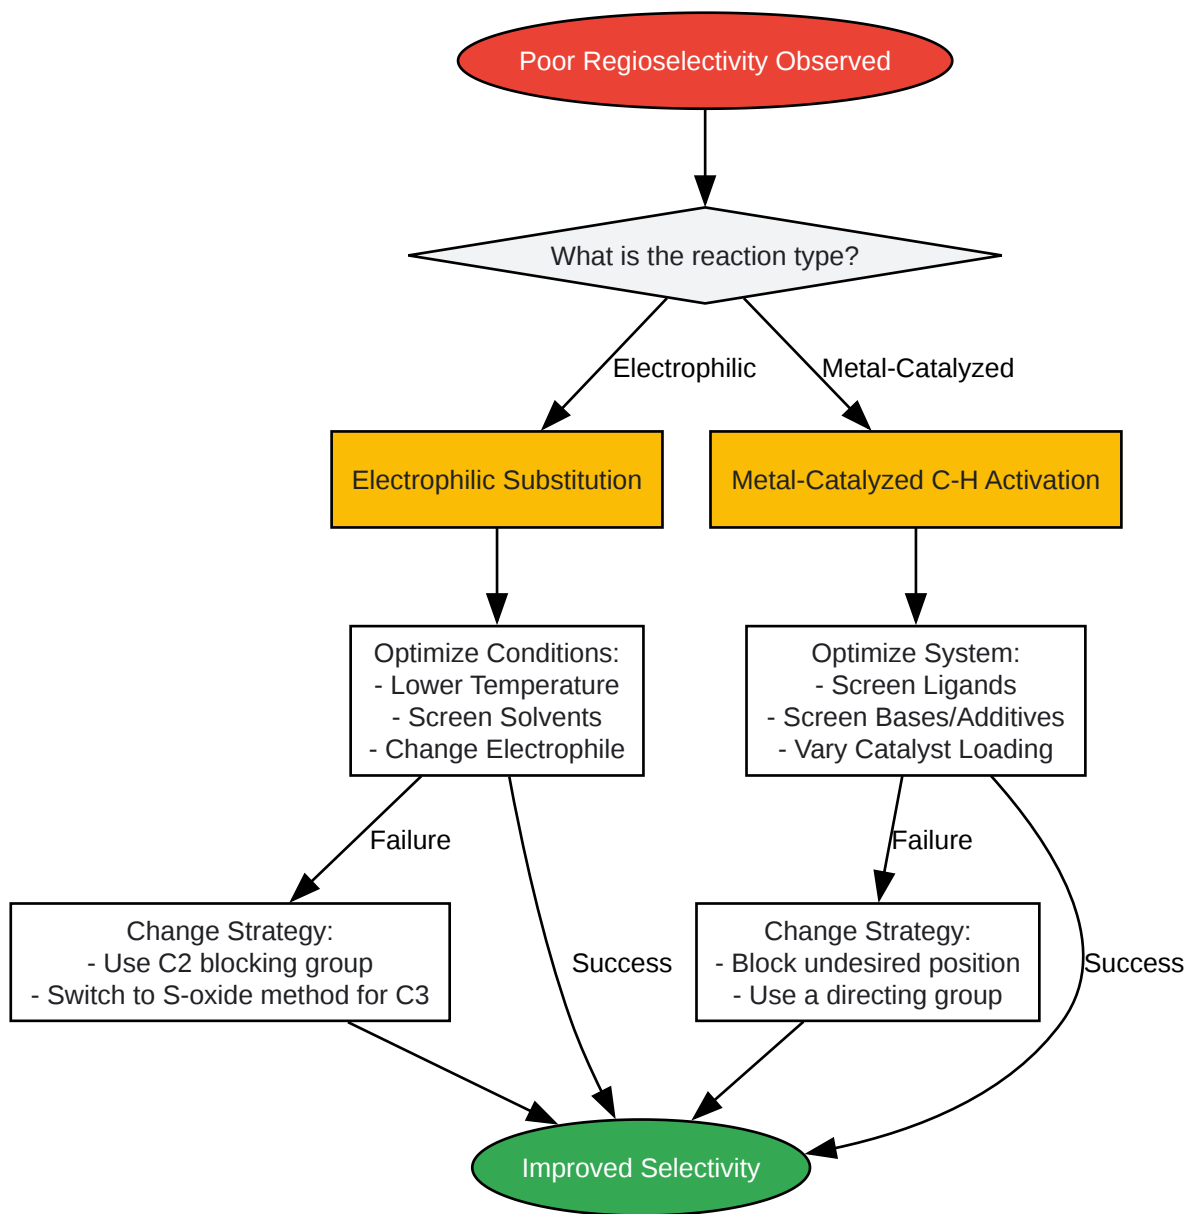 Poor Regioselectivity Observed
What is the reaction type?
Electrophilic
Metal-Catalyzed
Electrophilic Substitution
Metal-Catalyzed C-H Activation
Optimize Conditions:
- Lower Temperature
- Screen Solvents
- Change Electrophile
Optimize System:
- Screen Ligands
- Screen Bases/Additives
- Vary Catalyst Loading
Failure
Failure
Change Strategy:
- Use C2 blocking group
- Switch to S-oxide method for C3
Success
Change Strategy:
- Block undesired position
- Use a directing group
Success
Improved Selectivity